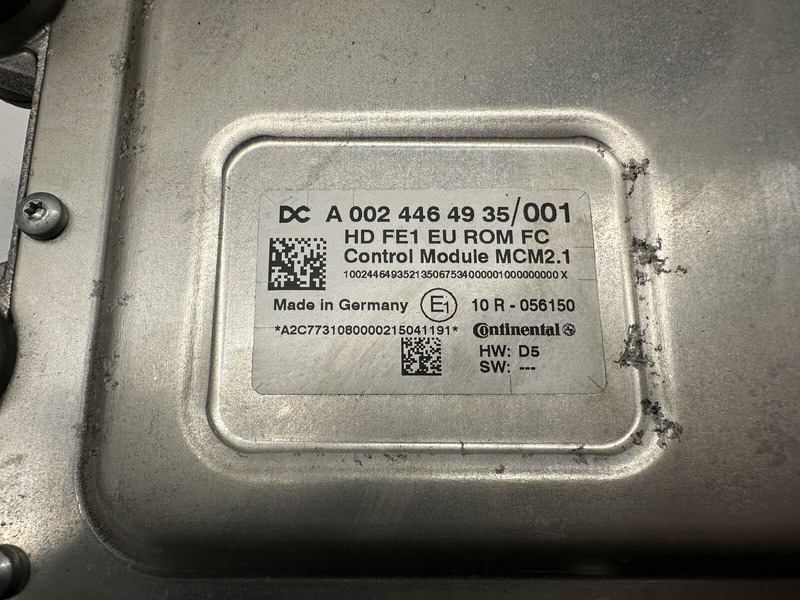 DC A 002 446 49 35/001
HD FE1 EU ROM FC
Control Module MCM2.1
10024464935213506753400000100000000 X
Made in Germany E1 10 R - 056150
*A2C7731080000215041191* Continental
HW: D5
SW: ---